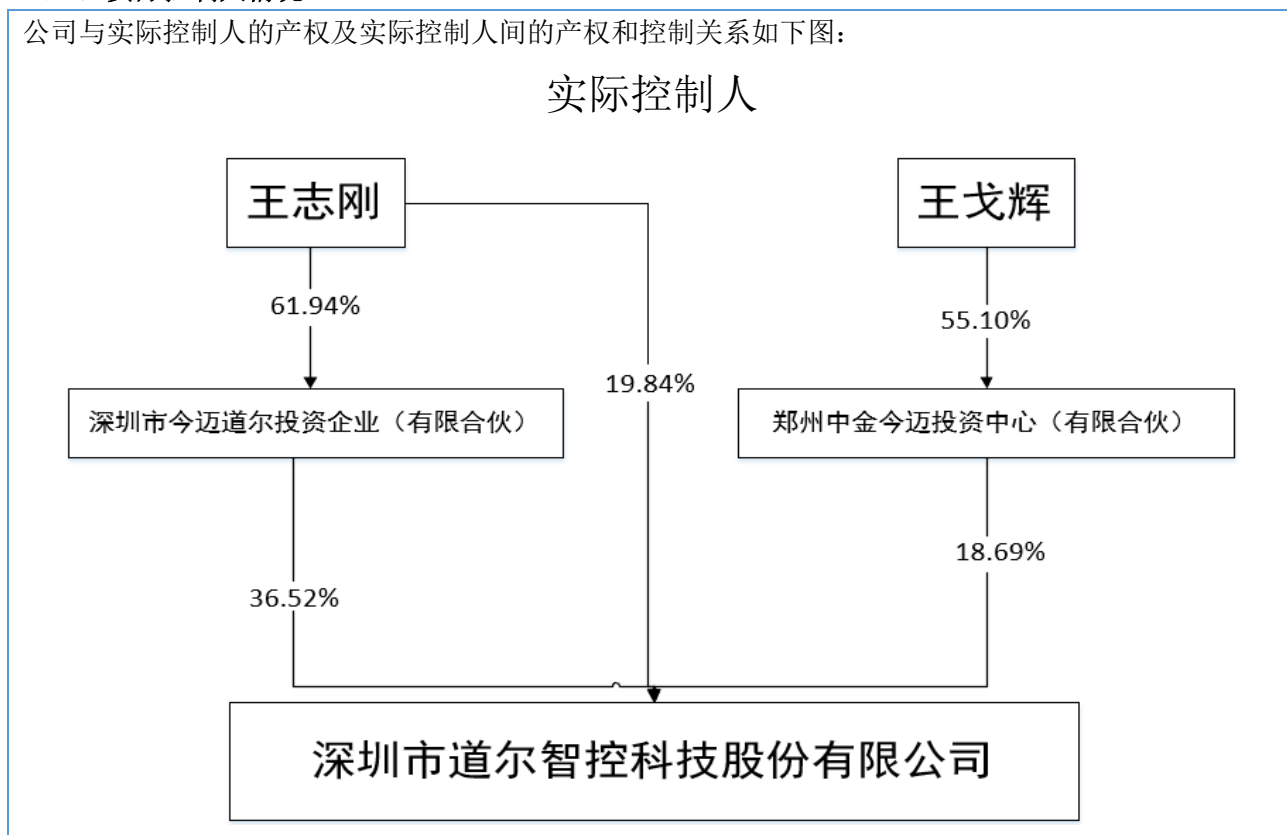 公司与实际控制人的产权及实际控制人间的产权和控制关系如下图：
实际控制人
王志刚
王戈辉
61.94%
55.10%
19.84%
深圳市今迈道尔投资企业（有限合伙）
郑州中金今迈投资中心（有限合伙）
18.69%
36.52%
深圳市道尔智控科技股份有限公司